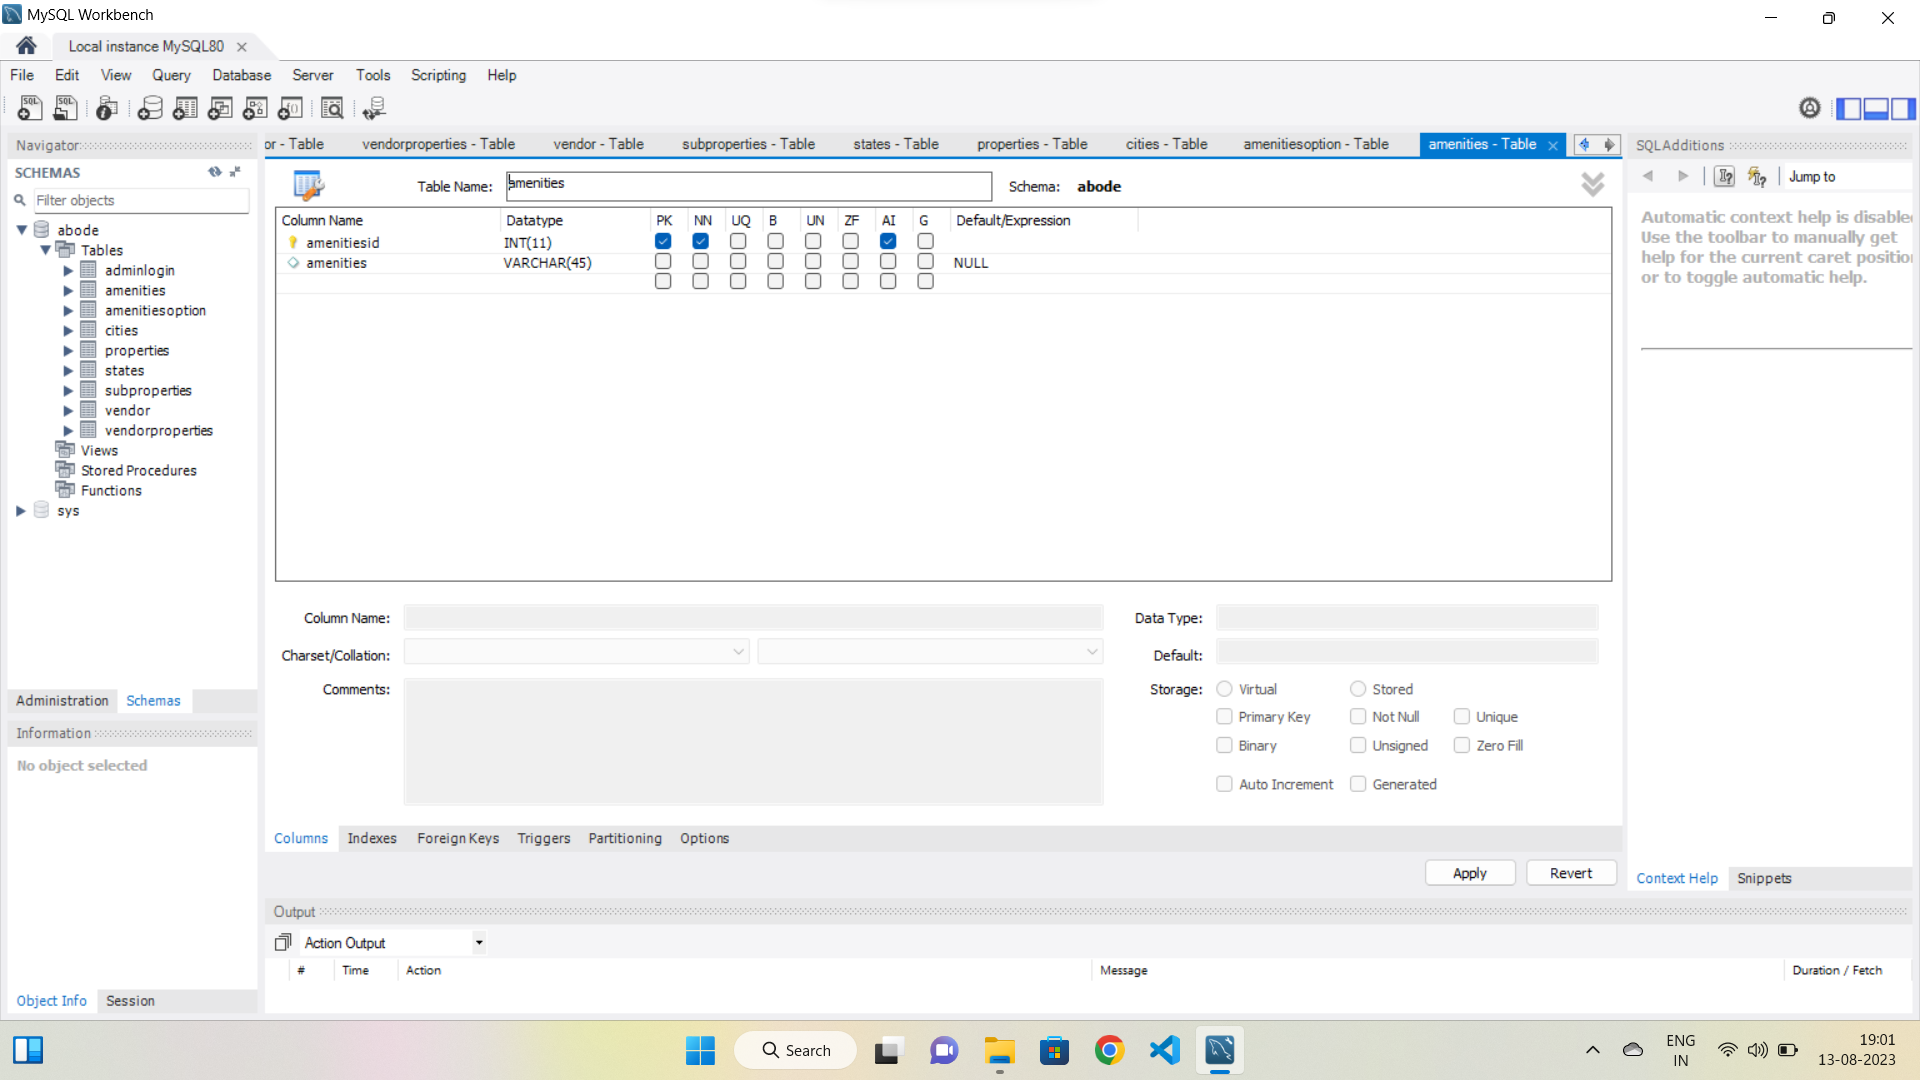 MySQL Workbench
Local instance MySQL80
File Edit View Query Database Server Tools Scripting Help
Navigator
SCHEMAS
Filter objects
abode
Tables
adminlogin
amenities
amenitiesoption
cities
properties
states
subproperties
vendor
vendorproperties
Views
Stored Procedures
Functions
sys
Administration Schemas
Information
No object selected
Object Info Session
or - Table vendorproperties - Table vendor - Table subproperties - Table states - Table properties - Table cities - Table amenitiesoption - Table amenities - Table
Table Name: amenities Schema: abode
Column Name Datatype PK NN UQ B UN ZF AI G Default/Expression
amenitiesid INT(11)
amenities VARCHAR(45) NULL
Column Name: Data Type:
Charset/Collation: Default:
Comments: Storage: Virtual Stored
Primary Key Not Null Unique
Binary Unsigned Zero Fill
Auto Increment Generated
Columns Indexes Foreign Keys Triggers Partitioning Options
Apply Revert
Output
Action Output
# Time Action Message Duration / Fetch
SQLAdditions
Jump to
Automatic context help is disable
Use the toolbar to manually get
help for the current caret positio
or to toggle automatic help.
Context Help Snippets
Search
ENG
IN
19:01
13-08-2023